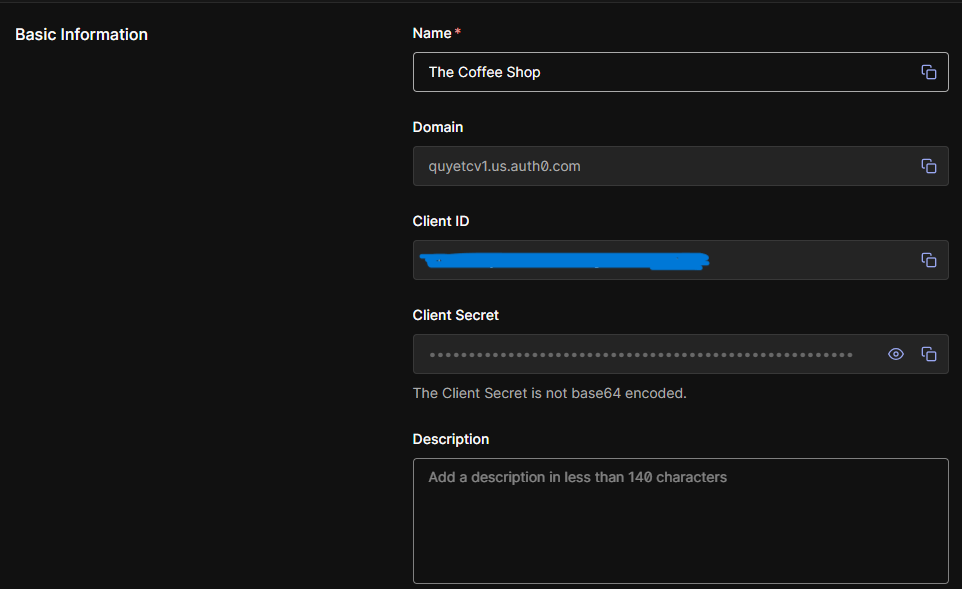 Basic Information
Name *
The Coffee Shop
Domain
quyetcv1.us.auth0.com
Client ID
Client Secret
••••••••••••••••••••••••••••••••••••••••••••••••••••••
The Client Secret is not base64 encoded.
Description
Add a description in less than 140 characters